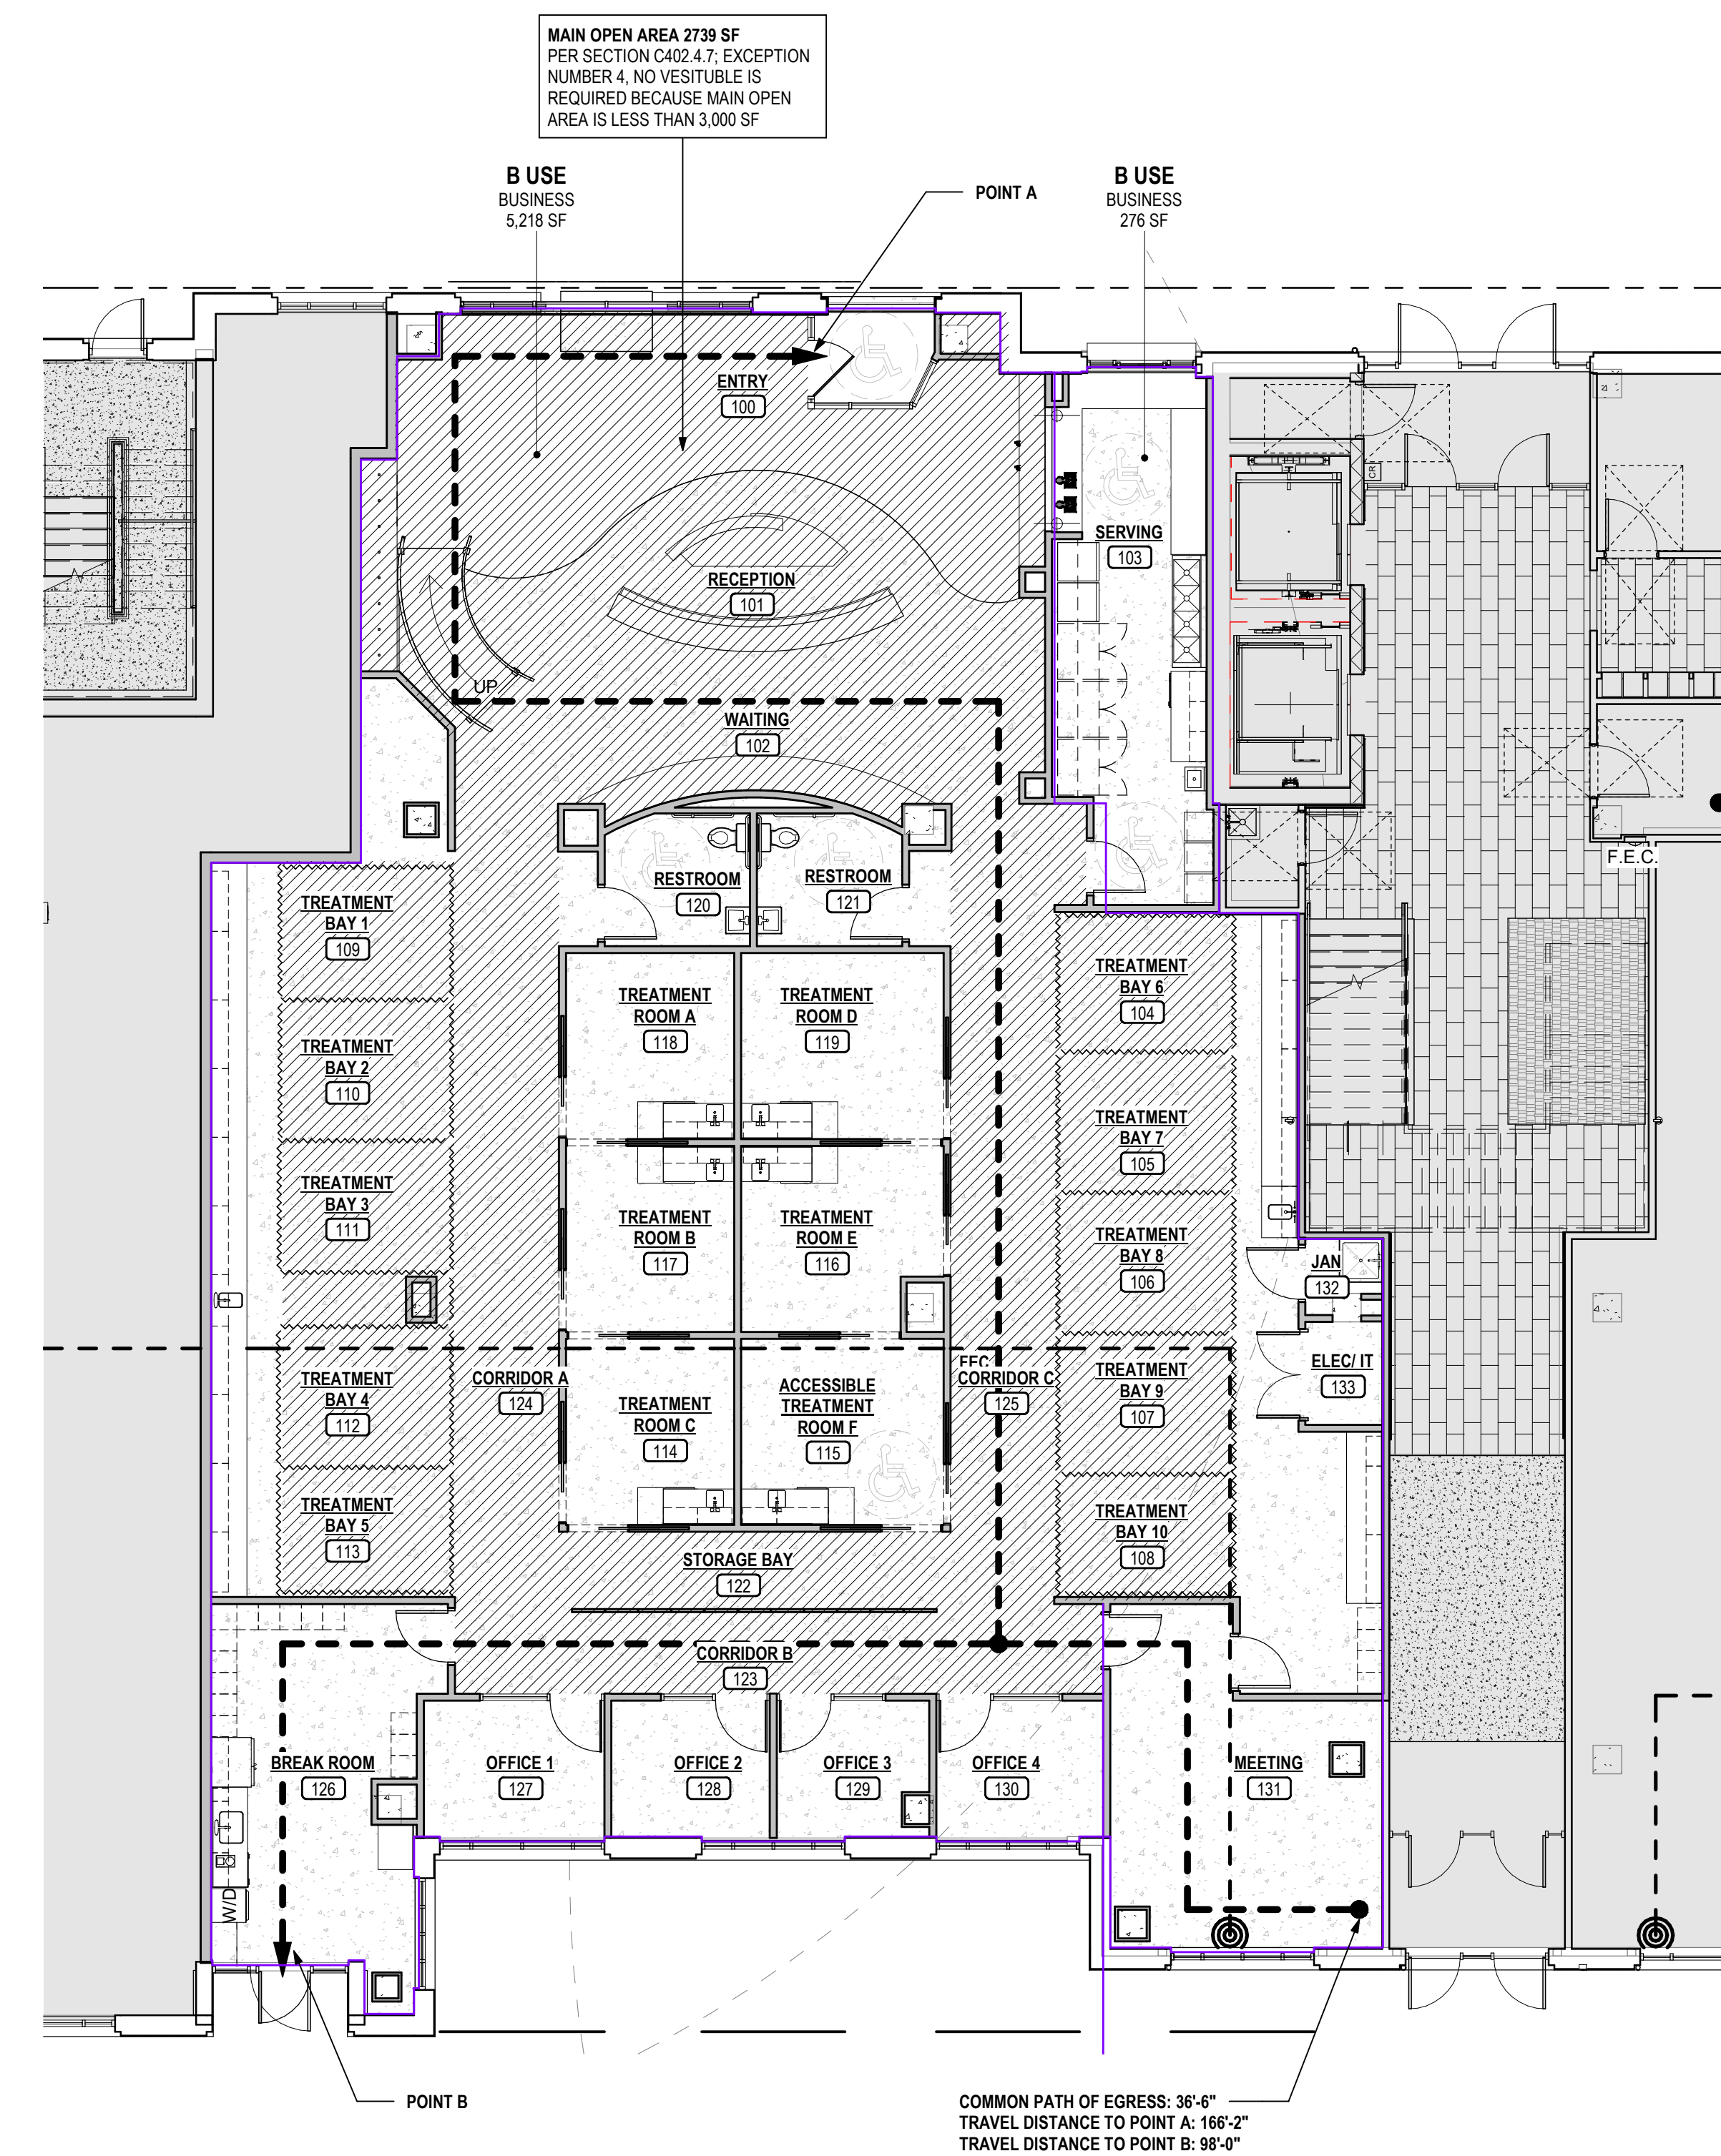 MAIN OPEN AREA 2739 SF
PER SECTION C402.4.7; EXCEPTION
NUMBER 4, NO VESITUBLE IS
REQUIRED BECAUSE MAIN OPEN
AREA IS LESS THAN 3,000 SF
B USE
BUSINESS
5,218 SF
POINT A
B USE
BUSINESS
276 SF
ENTRY
100
CR
SERVING
103
RECEPTION
101
UP
WAITING
102
F.E.C.
RESTROOM
120
RESTROOM
121
TREATMENT
BAY 1
109
TREATMENT
BAY 6
104
TREATMENT
ROOM A
118
TREATMENT
ROOM D
119
TREATMENT
BAY 2
110
TREATMENT
BAY 7
105
TREATMENT
BAY 3
111
TREATMENT
ROOM B
117
TREATMENT
ROOM E
116
TREATMENT
BAY 8
106
JAN
132
TREATMENT
BAY 4
112
CORRIDOR A
124
TREATMENT
ROOM C
114
ACCESSIBLE
TREATMENT
ROOM F
115
FEC
CORRIDOR C
125
TREATMENT
BAY 9
107
ELEC/ IT
133
TREATMENT
BAY 5
113
TREATMENT
BAY 10
108
STORAGE BAY
122
CORRIDOR B
123
BREAK ROOM
126
OFFICE 1
127
OFFICE 2
128
OFFICE 3
129
OFFICE 4
130
MEETING
131
W/D
POINT B
COMMON PATH OF EGRESS: 36'-6"
TRAVEL DISTANCE TO POINT A: 166'-2"
TRAVEL DISTANCE TO POINT B: 98'-0"